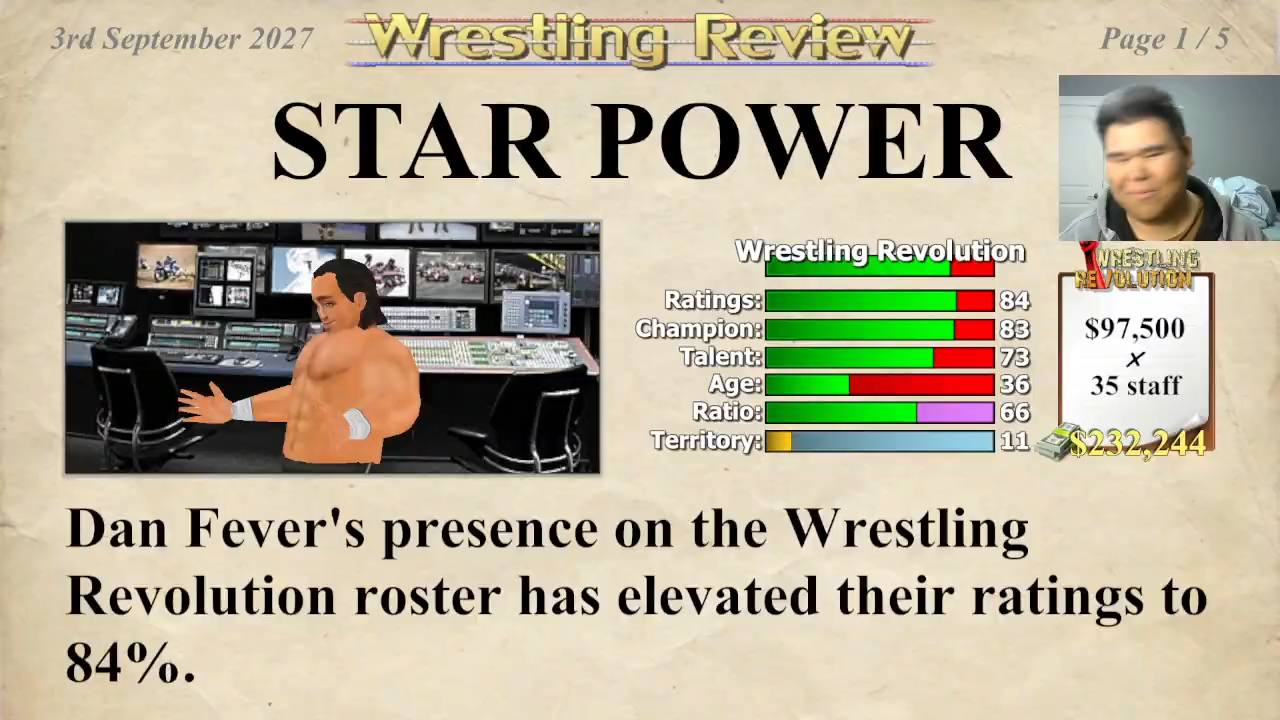 3rd September 2027
Wrestling Review
Page 1 / 5
STAR POWER
Wrestling Revolution
Ratings: 84
Champion: 83
Talent: 73
Age: 36
Ratio: 66
Territory: 11
WRESTLING
REVOLUTION
$97,500
x
35 staff
$232,244
Dan Fever's presence on the Wrestling
Revolution roster has elevated their ratings to
84%.